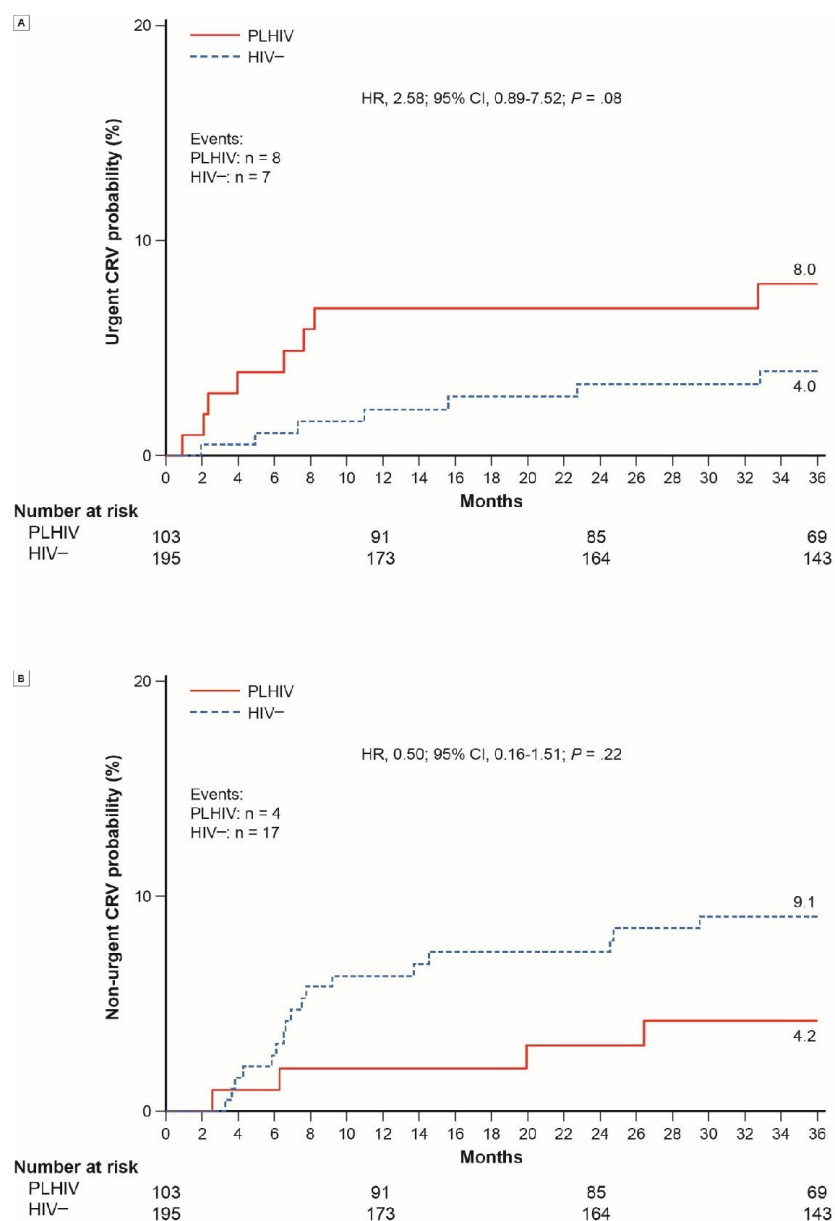 A
20
PLHIV
HIV–
HR, 2.58; 95% CI, 0.89-7.52; P = .08
Events:
PLHIV: n = 8
HIV–: n = 7
Urgent CRV probability (%)
10
8.0
4.0
0
0 2 4 6 8 10 12 14 16 18 20 22 24 26 28 30 32 34 36
Months
Number at risk
PLHIV 103 91 85 69
HIV– 195 173 164 143
B
20
PLHIV
HIV–
HR, 0.50; 95% CI, 0.16-1.51; P = .22
Events:
PLHIV: n = 4
HIV–: n = 17
Non-urgent CRV probability (%)
10
9.1
4.2
0
0 2 4 6 8 10 12 14 16 18 20 22 24 26 28 30 32 34 36
Months
Number at risk
PLHIV 103 91 85 69
HIV– 195 173 164 143